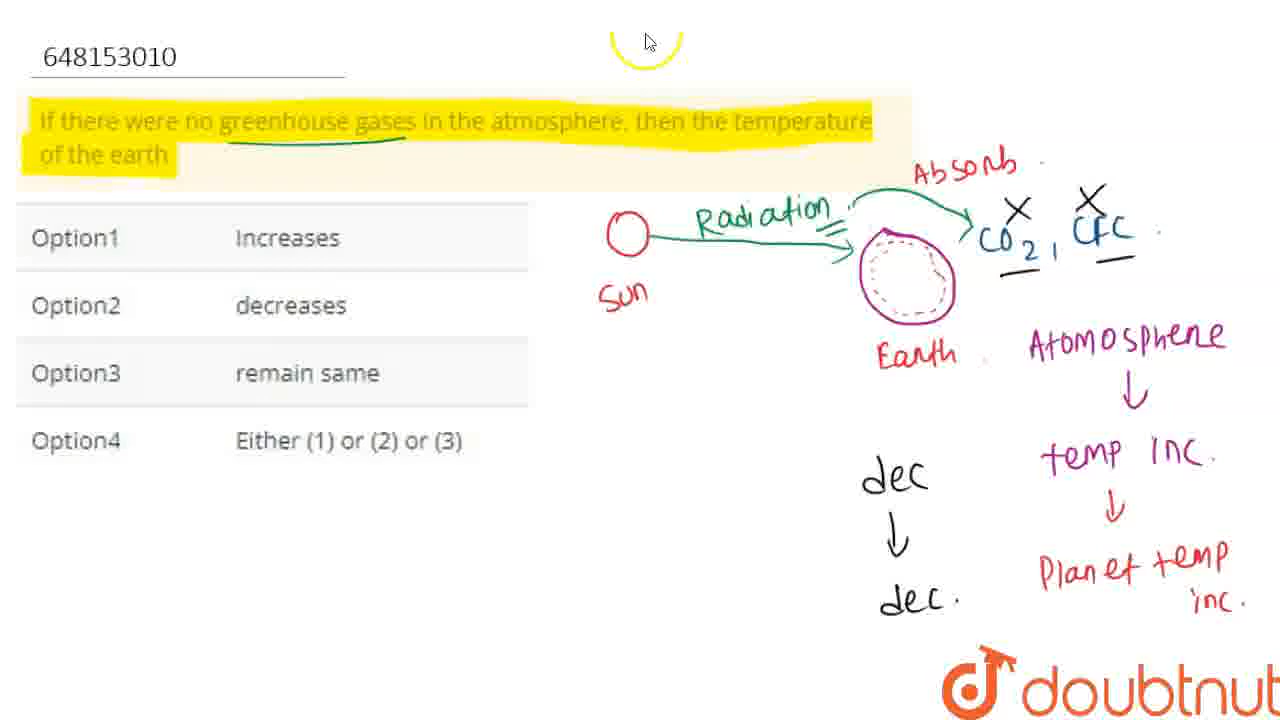 648153010
If there were no greenhouse gases in the atmosphere, then the temperature
of the earth
Option1 Increases
Option2 decreases
Option3 remain same
Option4 Either (1) or (2) or (3)
Radiation
Absorb.
CO2, CFC.
Sun
Earth.
Atomosphere
temp inc.
Planet temp
inc.
dec
dec.
doubtnut